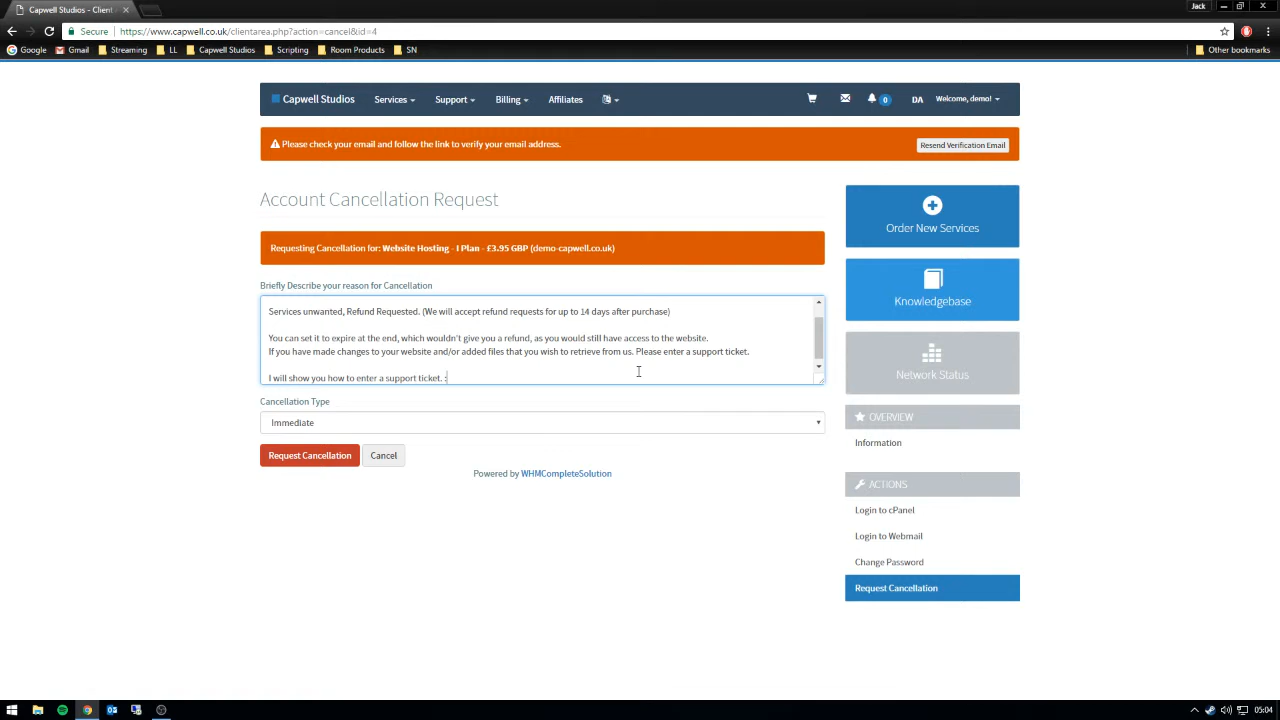 Capwell Studios - Client
Jack
Secure
https://www.capwell.co.uk/clientarea.php?action=cancel&id=4
Google
Gmail
Streaming
LL
Capwell Studios
Scripting
Room Products
SN
Other bookmarks
Capwell Studios
Services
Support
Billing
Affiliates
0
DA
Welcome, demo!
Please check your email and follow the link to verify your email address.
Resend Verification Email
Account Cancellation Request
Requesting Cancellation for: Website Hosting - I Plan - £3.95 GBP (demo-capwell.co.uk)
Briefly Describe your reason for Cancellation
Services unwanted, Refund Requested. (We will accept refund requests for up to 14 days after purchase)
You can set it to expire at the end, which wouldn't give you a refund, as you would still have access to the website.
If you have made changes to your website and/or added files that you wish to retrieve from us. Please enter a support ticket.
I will show you how to enter a support ticket. :
Cancellation Type
Immediate
Request Cancellation
Cancel
Powered by WHMCompleteSolution
Order New Services
Knowledgebase
Network Status
OVERVIEW
Information
ACTIONS
Login to cPanel
Login to Webmail
Change Password
Request Cancellation
05:04